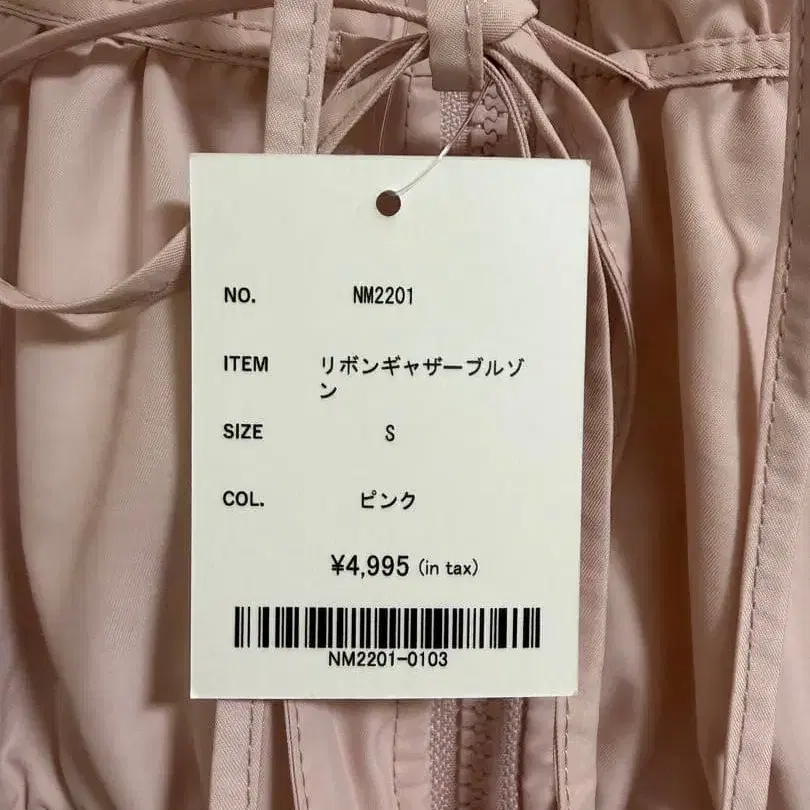 NO. NM2201
ITEM リボンギャザーブルゾ
ン
SIZE S
COL. ピンク
¥4,995 (in tax)
NM2201-0103